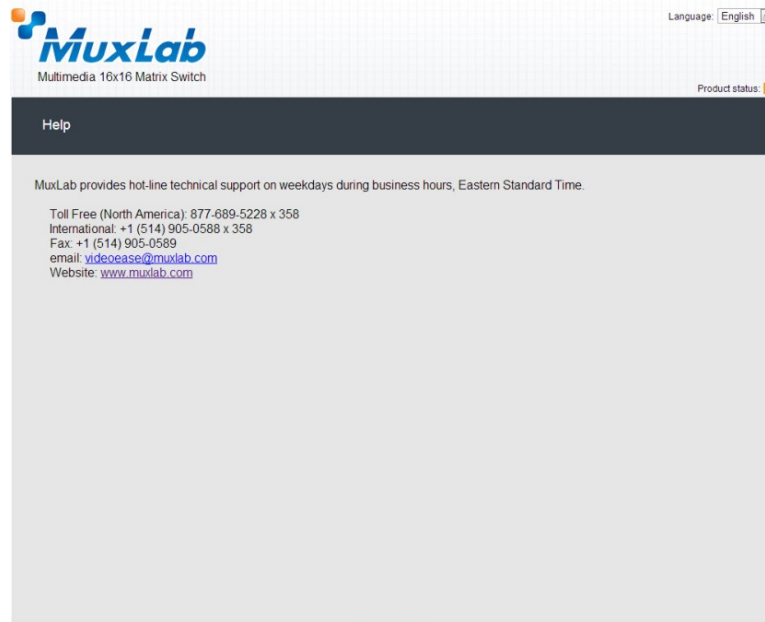 Language: English
MuxLab
Multimedia 16x16 Matrix Switch
Product status:
Help
MuxLab provides hot-line technical support on weekdays during business hours, Eastern Standard Time.
Toll Free (North America): 877-689-5228 x 358
International: +1 (514) 905-0588 x 358
Fax: +1 (514) 905-0589
email: videoease@muxlab.com
Website: www.muxlab.com